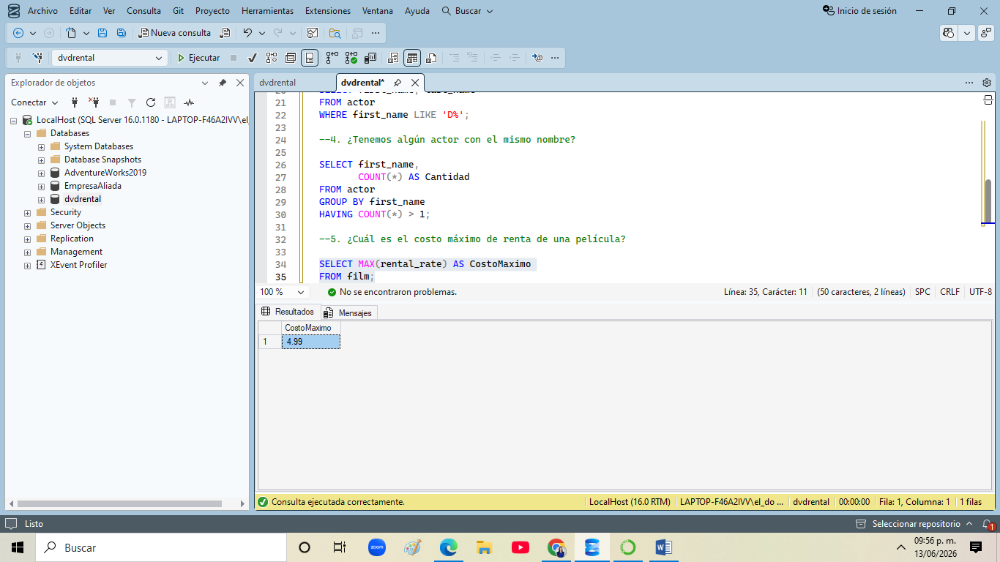 Archivo Editar Ver Consulta Git Proyecto Herramientas Extensiones Ventana Ayuda Buscar Inicio de sesión
Nueva consulta
dvdrental Ejecutar
Explorador de objetos
Conectar
LocalHost (SQL Server 16.0.1180 - LAPTOP-F46A2IVV\el_
Databases
System Databases
Database Snapshots
AdventureWorks2019
EmpresaAliada
dvdrental
Security
Server Objects
Replication
Management
XEvent Profiler
dvdrental dvdrental*
21 FROM actor
22 WHERE first_name LIKE 'D%';
23
24 --4. ¿Tenemos algún actor con el mismo nombre?
25
26 SELECT first_name,
27 COUNT(*) AS Cantidad
28 FROM actor
29 GROUP BY first_name
30 HAVING COUNT(*) > 1;
31
32 --5. ¿Cuál es el costo máximo de renta de una película?
33
34 SELECT MAX(rental_rate) AS CostoMaximo
35 FROM film;
100 % No se encontraron problemas. Línea: 35, Carácter: 11 (50 caracteres, 2 líneas) SPC CRLF UTF-8
Resultados Mensajes
CostoMaximo
1 4.99
Consulta ejecutada correctamente. LocalHost (16.0 RTM) LAPTOP-F46A2IVV\el_do ... dvdrental 00:00:00 Fila: 1, Columna: 1 1 filas
Listo Seleccionar repositorio 1
Buscar zoom 09:56 p. m.
13/06/2026